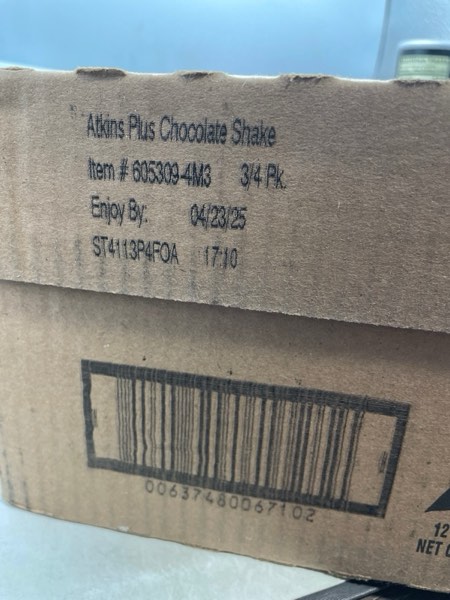 Atkins Plus Chocolate Shake
Item # 605309-4M3 3/4 Pk.
Enjoy By: 04/23/25
ST4113P4FOA 17:10
00637480067102
12
NET